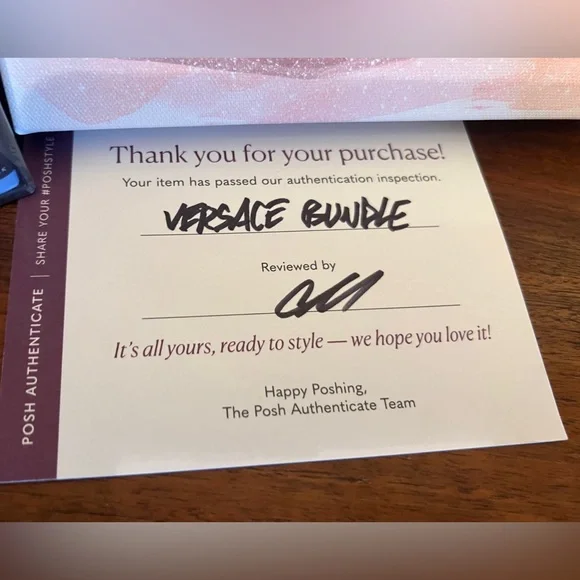 Thank you for your purchase!
Your item has passed our authentication inspection.
VERSACE BUNDLE
Reviewed by
It's all yours, ready to style — we hope you love it!
Happy Poshing,
The Posh Authenticate Team
POSH AUTHENTICATE | SHARE YOUR #POSHSTYLE